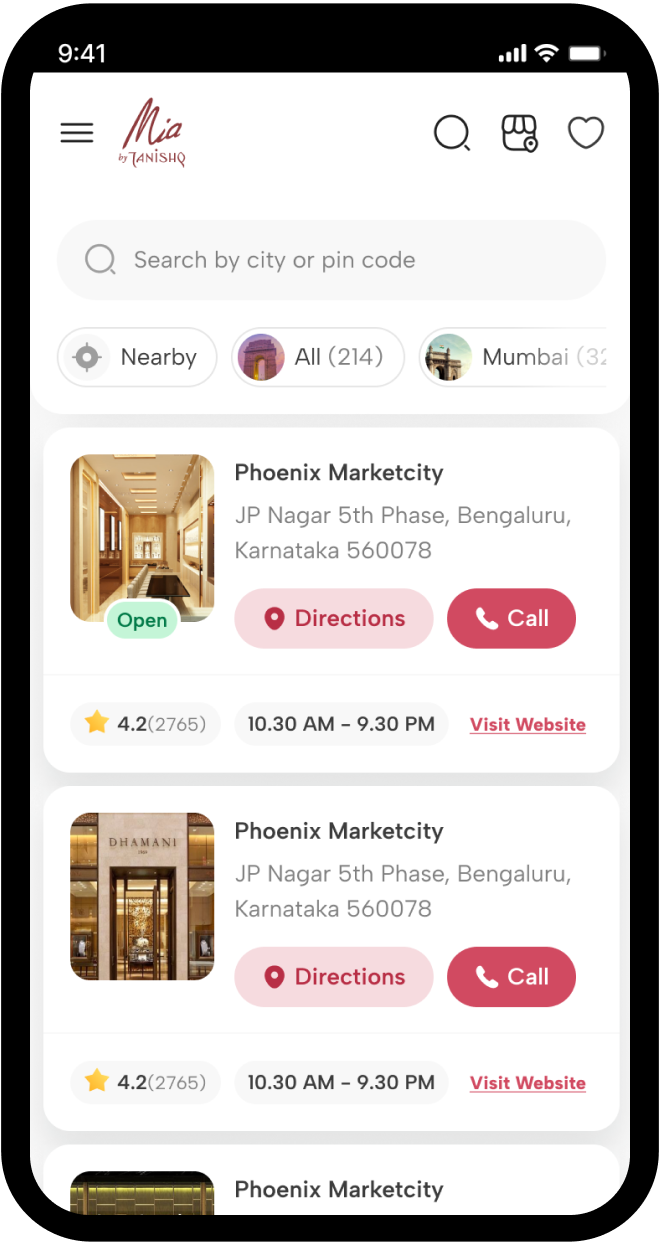 9:41
Mia
by TANISHQ
Search by city or pin code
Nearby
All (214)
Mumbai (32
Phoenix Marketcity
JP Nagar 5th Phase, Bengaluru,
Karnataka 560078
Open
Directions
Call
4.2(2765)
10.30 AM – 9.30 PM
Visit Website
DHAMANI
Phoenix Marketcity
JP Nagar 5th Phase, Bengaluru,
Karnataka 560078
Directions
Call
4.2(2765)
10.30 AM – 9.30 PM
Visit Website
Phoenix Marketcity